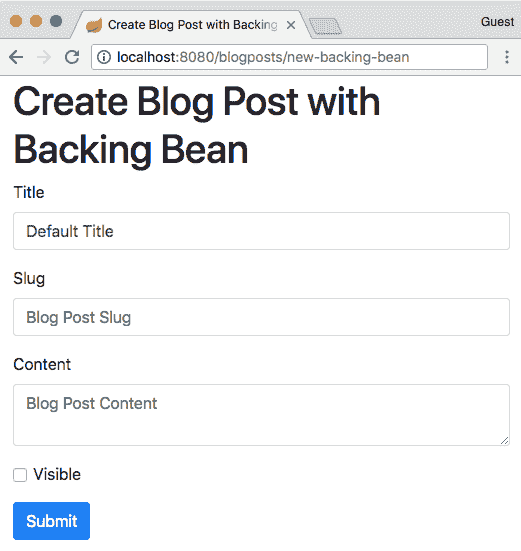 Create Blog Post with Backing
Guest
localhost:8080/blogposts/new-backing-bean
Create Blog Post with
Backing Bean
Title
Default Title
Slug
Blog Post Slug
Content
Blog Post Content
Visible
Submit